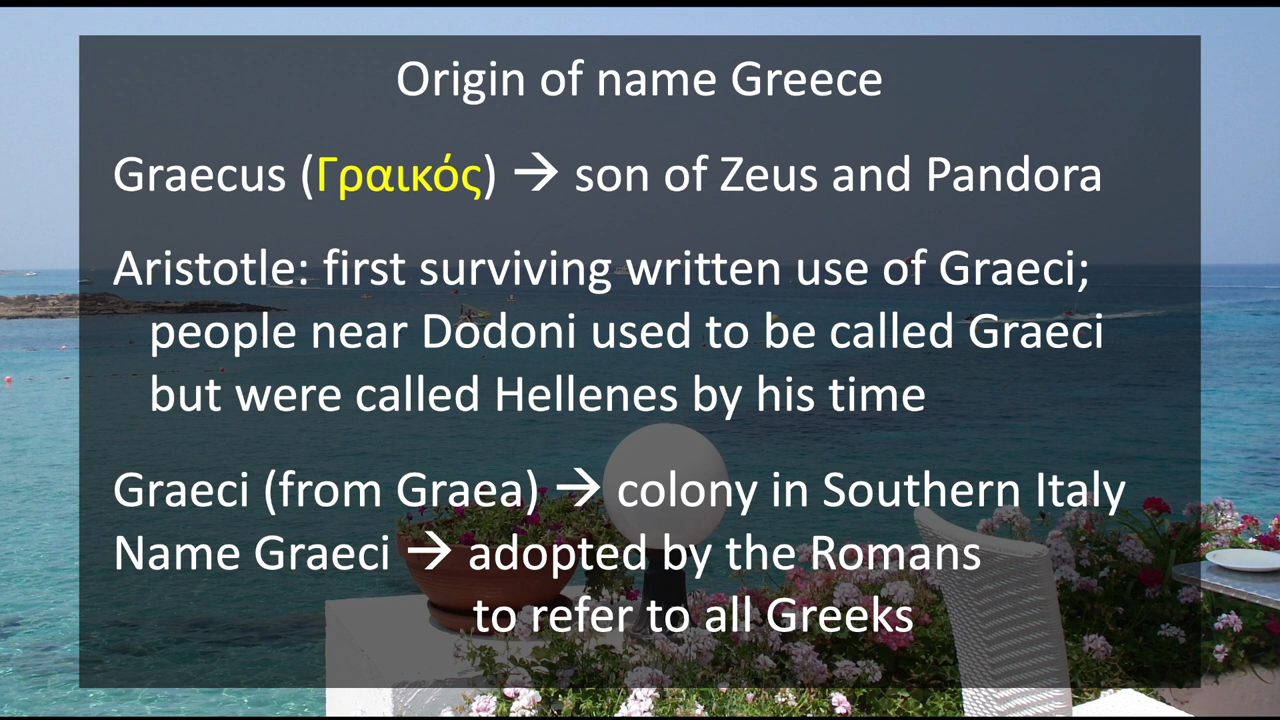 Origin of name Greece
Graecus (Γραικός) → son of Zeus and Pandora
Aristotle: first surviving written use of Graeci;
people near Dodoni used to be called Graeci
but were called Hellenes by his time
Graeci (from Graea) → colony in Southern Italy
Name Graeci → adopted by the Romans
to refer to all Greeks